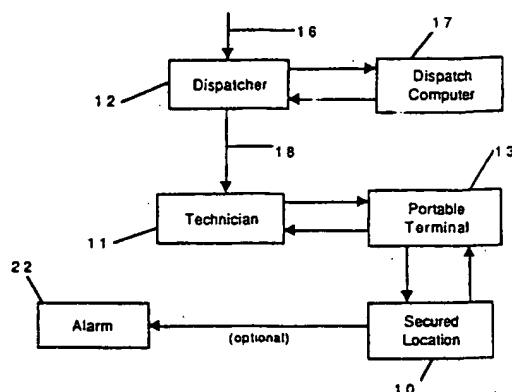 16
17
Dispatcher
Dispatch
Computer
12
18
13
Technician
Portable
Terminal
11
22
Alarm
(optional)
Secured
Location
10